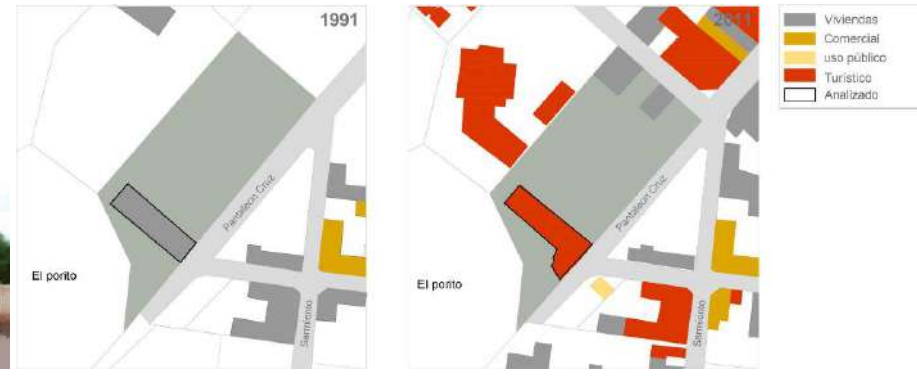 1991
Pantaleón Cruz
El porito
Sarmiento
2011
Pantaleón Cruz
El porito
Sarmiento
Viviendas
Comercial
uso público
Turístico
Analizado